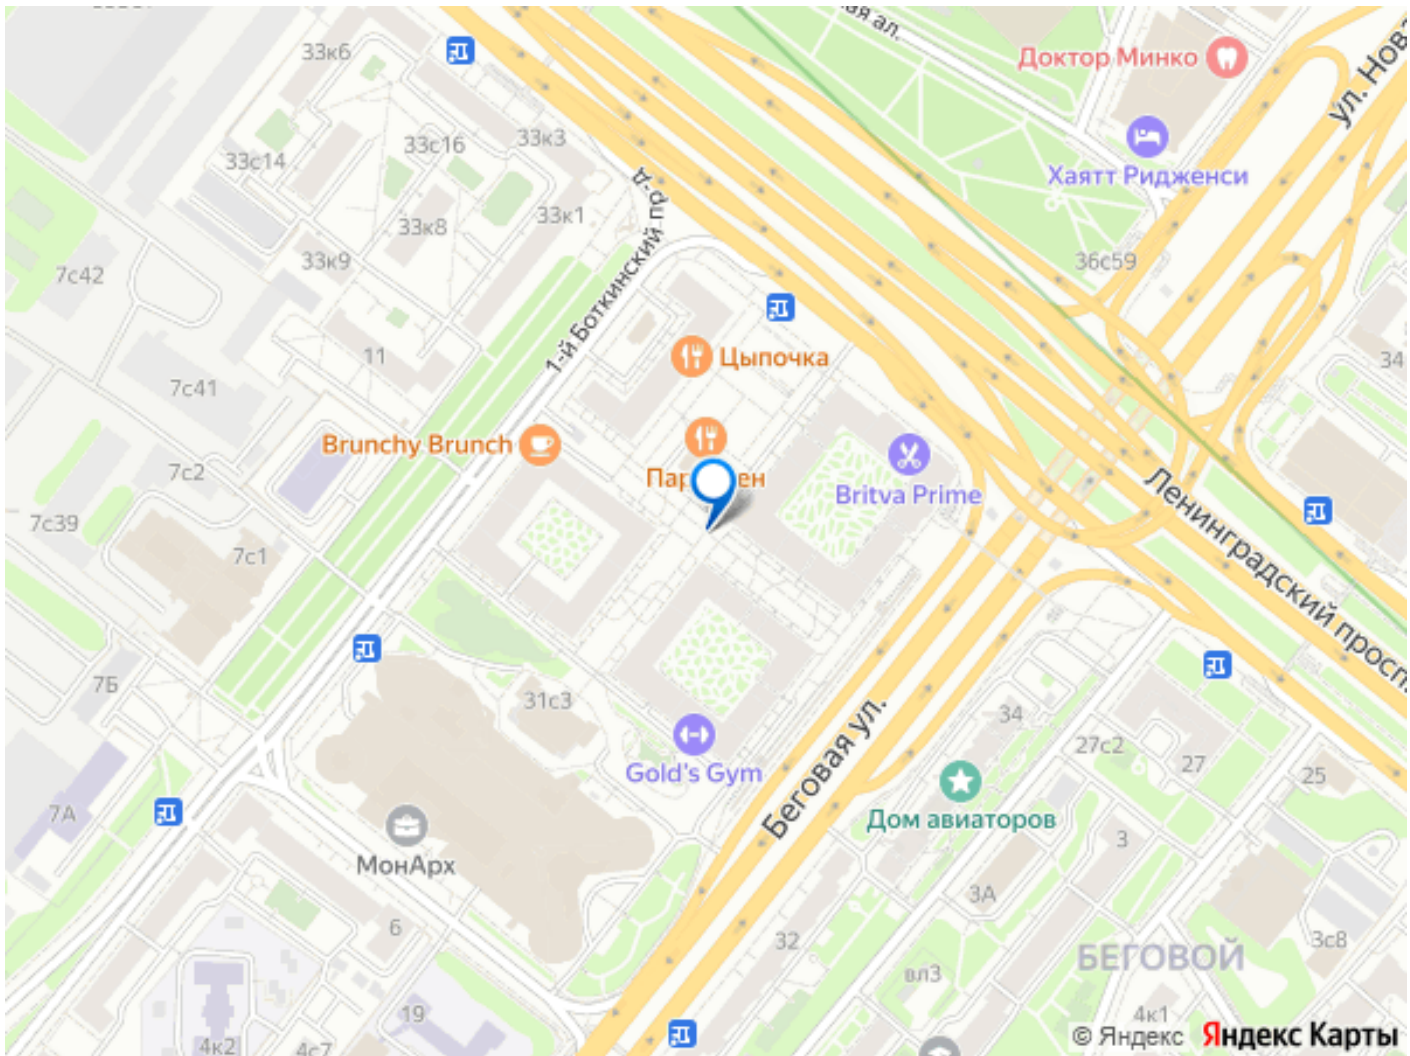 33к6
ая ал.
Доктор Минко
ул. Нова
33с14
33с16
33к3
Хаятт Ридженси
33к8
33к1
1-й Боткинский пр-д
33к9
7с42
36с59
11
Цыпочка
34
7с41
Brunchy Brunch
7с2
Britva Prime
Ленинградский просп.
7с39
7с1
7Б
31с3
34
27с2
27
25
Gold's Gym
Беговая ул.
7А
Дом авиаторов
3
МонАрх
3А
6
32
3с8
БЕГОВОЙ
вл3
19
4к1
4к2
4с7
© Яндекс Яндекс Карты